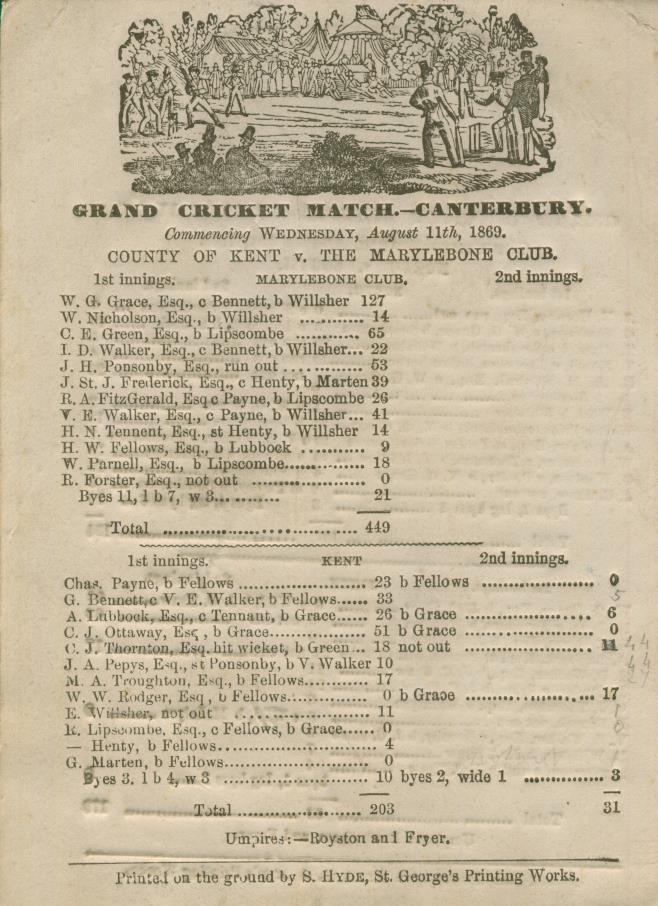 GRAND CRICKET MATCH.—CANTERBURY.
Commencing WEDNESDAY, August 11th, 1869.
COUNTY OF KENT v. THE MARYLEBONE CLUB.
1st innings. MARYLEBONE CLUB. 2nd innings.
W. G. Grace, Esq., c Bennett, b Willsher 127
W. Nicholson, Esq., b Willsher ............ 14
C. E. Green, Esq., b Lipscombe ............ 65
I. D. Walker, Esq., c Bennett, b Willsher... 22
J. H. Ponsonby, Esq., run out .............. 53
J. St. J. Frederick, Esq., c Henty, b Marten 39
R. A. FitzGerald, Esq c Payne, b Lipscombe 26
V. E. Walker, Esq., c Payne, b Willsher... 41
H. N. Tennent, Esq., st Henty, b Willsher 14
H. W. Fellows, Esq., b Lubbock ........... 9
W. Parnell, Esq., b Lipscombe.............. 18
R. Forster, Esq., not out .................... 0
Byes 11, l b 7, w 3........... 21
Total .................................. 449
1st innings. KENT 2nd innings.
Chas. Payne, b Fellows ....................... 23 b Fellows ...................... 0
G. Bennett, c V. E. Walker, b Fellows...... 33 5
A. Lubbock, Esq., c Tennant, b Grace...... 26 b Grace ...................... 6
C. J. Ottaway, Esq , b Grace................. 51 b Grace ...................... 0
C. J. Thornton, Esq. hit wicket, b Green... 18 not out ...................... 11 44
J. A. Pepys, Esq., st Ponsonby, b V. Walker 10 44
M. A. Troughton, Esq., b Fellows........... 17
W. W. Rodger, Esq , b Fellows.............. 0 b Grace ...................... 17
E. Willsher, not out ........................ 11 1
R. Lipscombe, Esq., c Fellows, b Grace...... 0 0
— Henty, b Fellows........................ 4
G. Marten, b Fellows........................ 0 1
Byes 3. l b 4, w 3 ........................ 10 byes 2, wide 1 .............. 3
Total ...................... 203 31
Umpires:—Royston and Fryer.
Printed on the ground by S. HYDE, St. George's Printing Works.